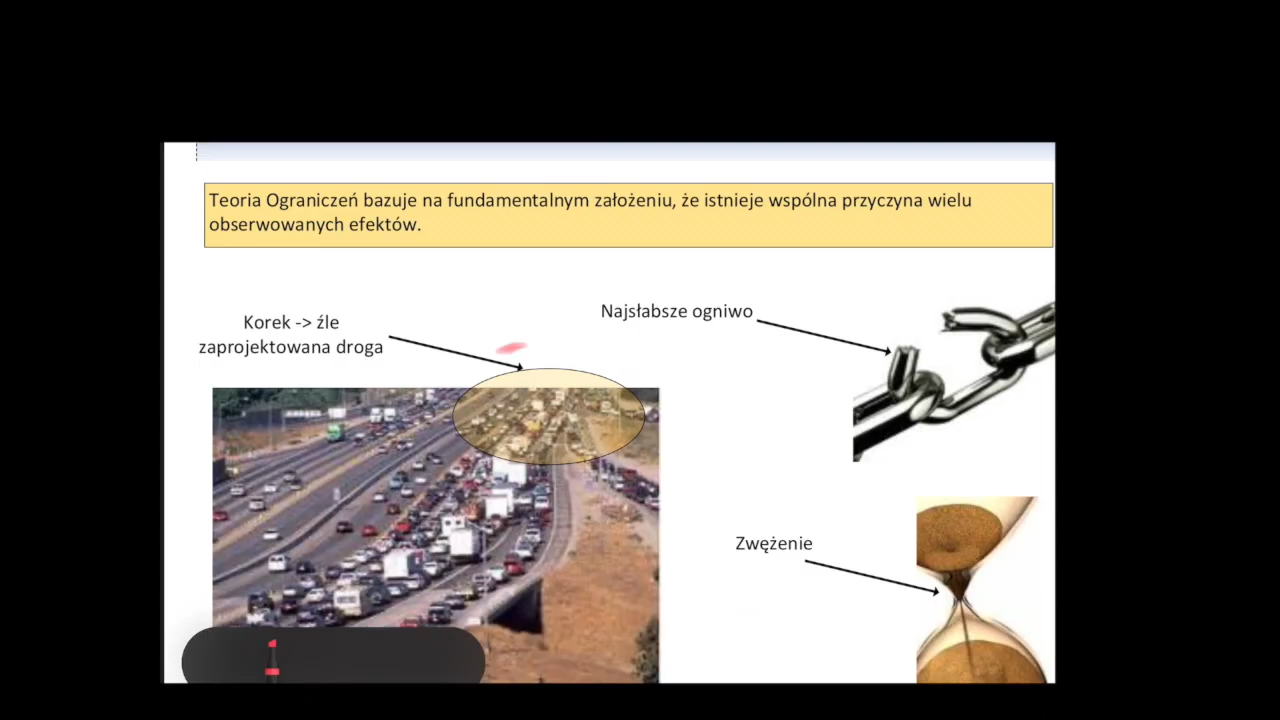 Teoria Ograniczeń bazuje na fundamentalnym założeniu, że istnieje wspólna przyczyna wielu
obserwowanych efektów.
Korek -> źle
zaprojektowana droga
Najsłabsze ogniwo
Zwężenie